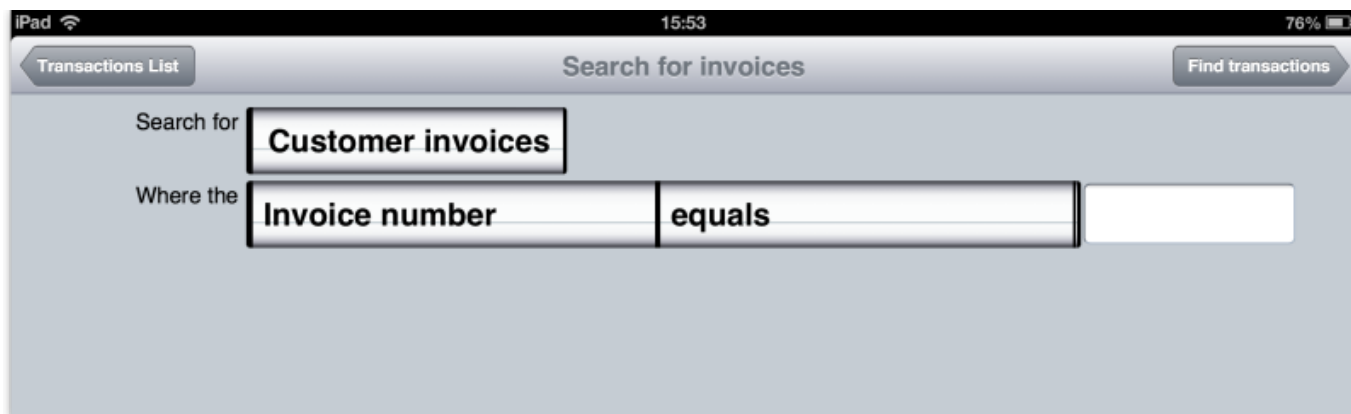 iPad 15:53 76%
Transactions List Search for invoices Find transactions
Search for Customer invoices
Where the Invoice number equals